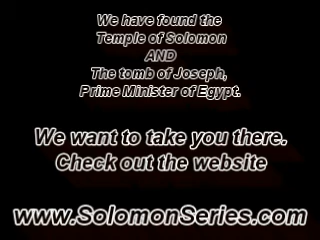 We have found the
Temple of Solomon
AND
The tomb of Joseph,
Prime Minister of Egypt.
We want to take you there.
Check out the website
www.SolomonSeries.com